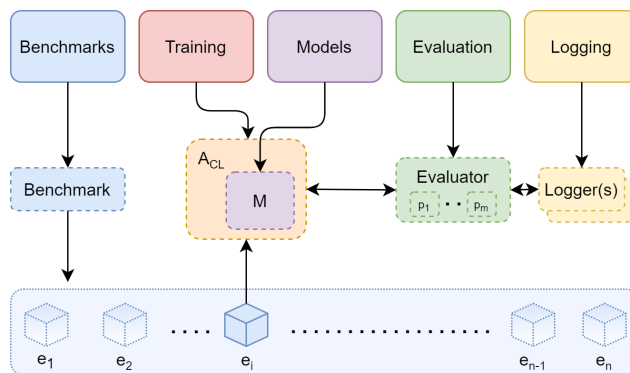 Benchmarks
Training
Models
Evaluation
Logging
A_CL
M
Benchmark
Evaluator
p_1 . . p_m
Logger(s)
e_1
e_2
e_i
e_n-1
e_n